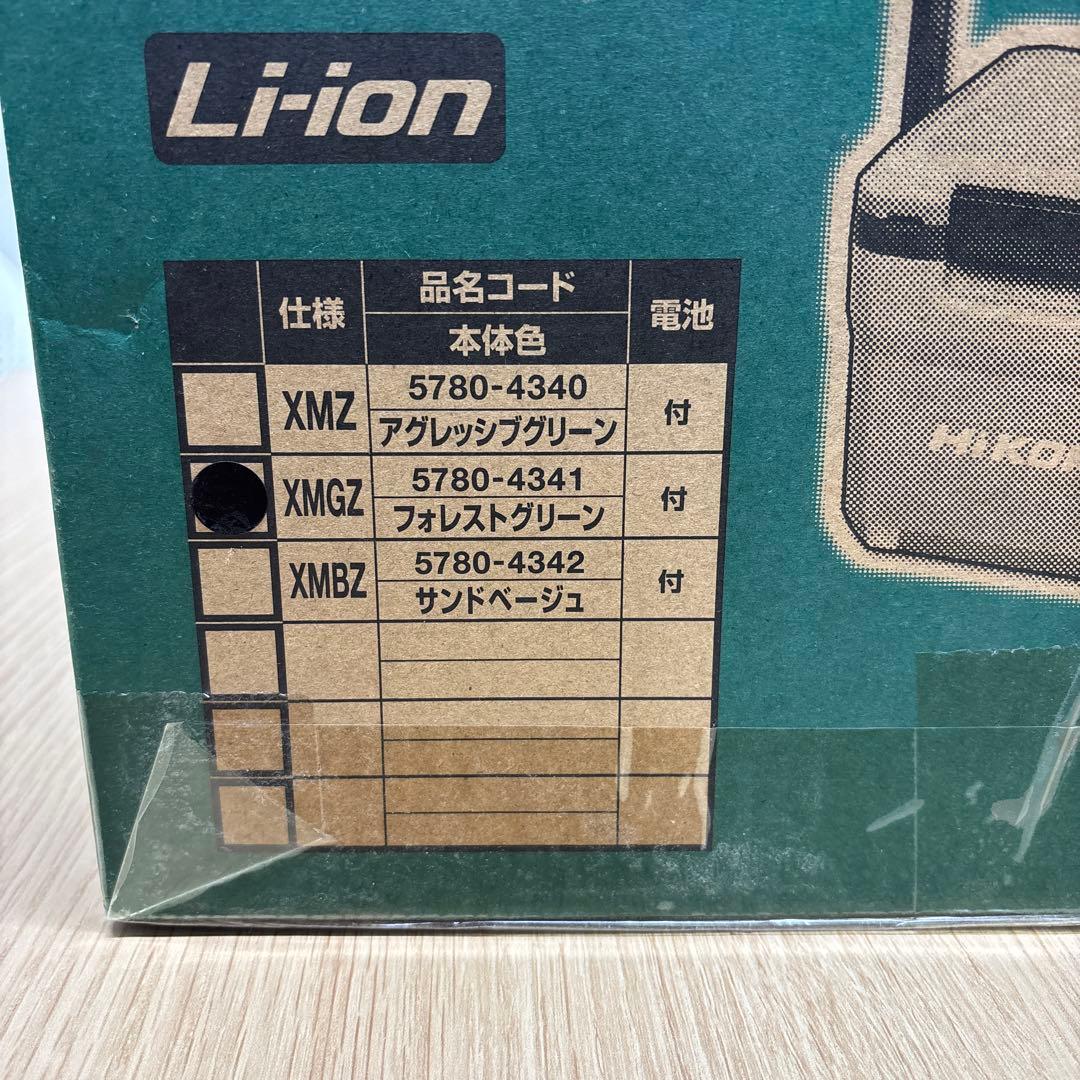 Li-ion
仕様 品名コード 電池
本体色
XMZ 5780-4340 付
アグレッシブグリーン
XMGZ 5780-4341 付
フォレストグリーン
XMBZ 5780-4342 付
サンドベージュ
HiKO